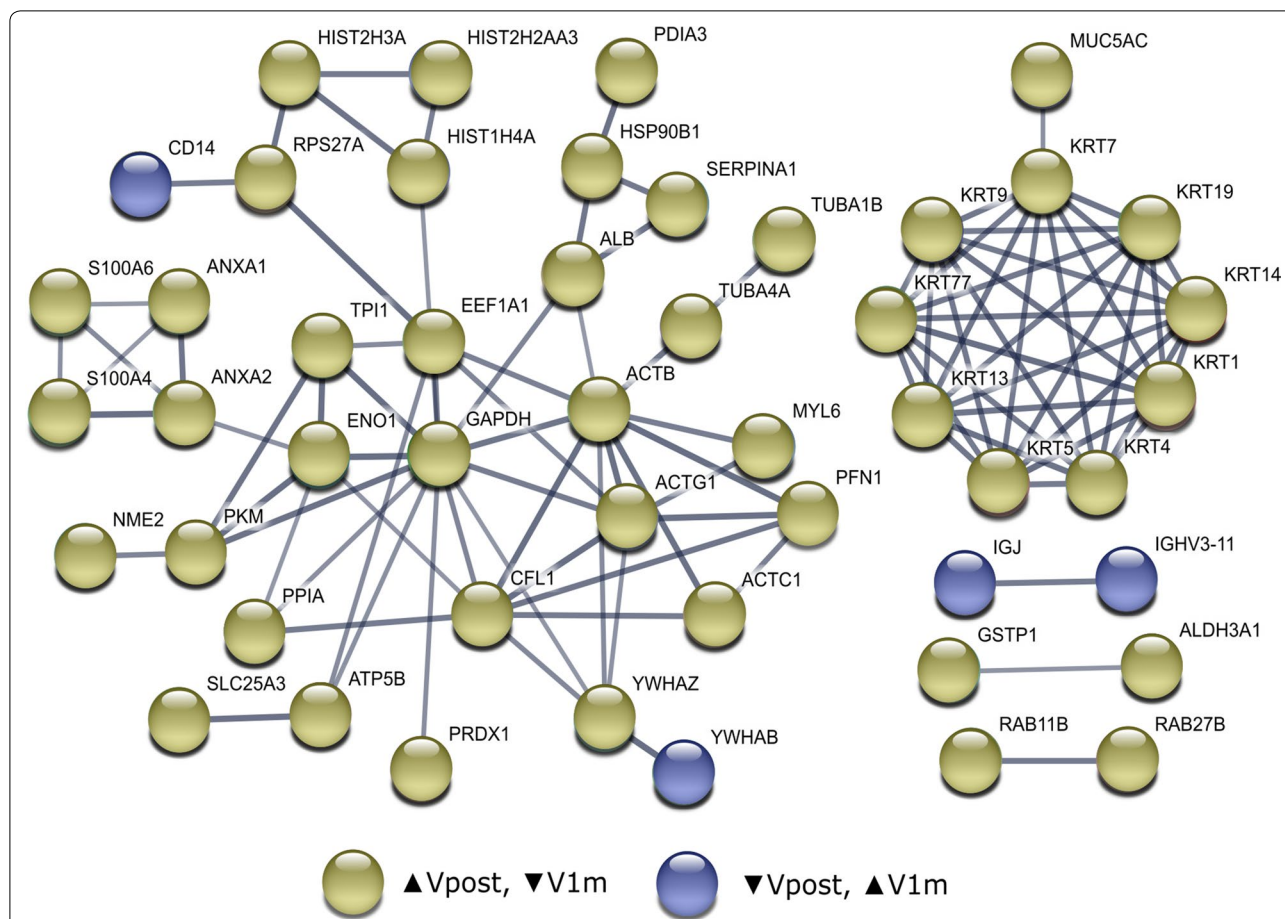 HIST2H3A
HIST2H2AA3
PDIA3
MUC5AC
CD14
RPS27A
HIST1H4A
HSP90B1
SERPINA1
KRT7
KRT9
KRT19
TUBA1B
ALB
S100A6
ANXA1
TPI1
EEF1A1
TUBA4A
KRT77
KRT14
S100A4
ANXA2
ENO1
GAPDH
ACTB
MYL6
KRT13
KRT1
KRT5
KRT4
NME2
PKM
ACTG1
PFN1
PPIA
CFL1
ACTC1
IGJ
IGHV3-11
GSTP1
ALDH3A1
SLC25A3
ATP5B
PRDX1
YWHAZ
YWHAB
RAB11B
RAB27B
▲Vpost, ▼V1m
▼Vpost, ▲V1m